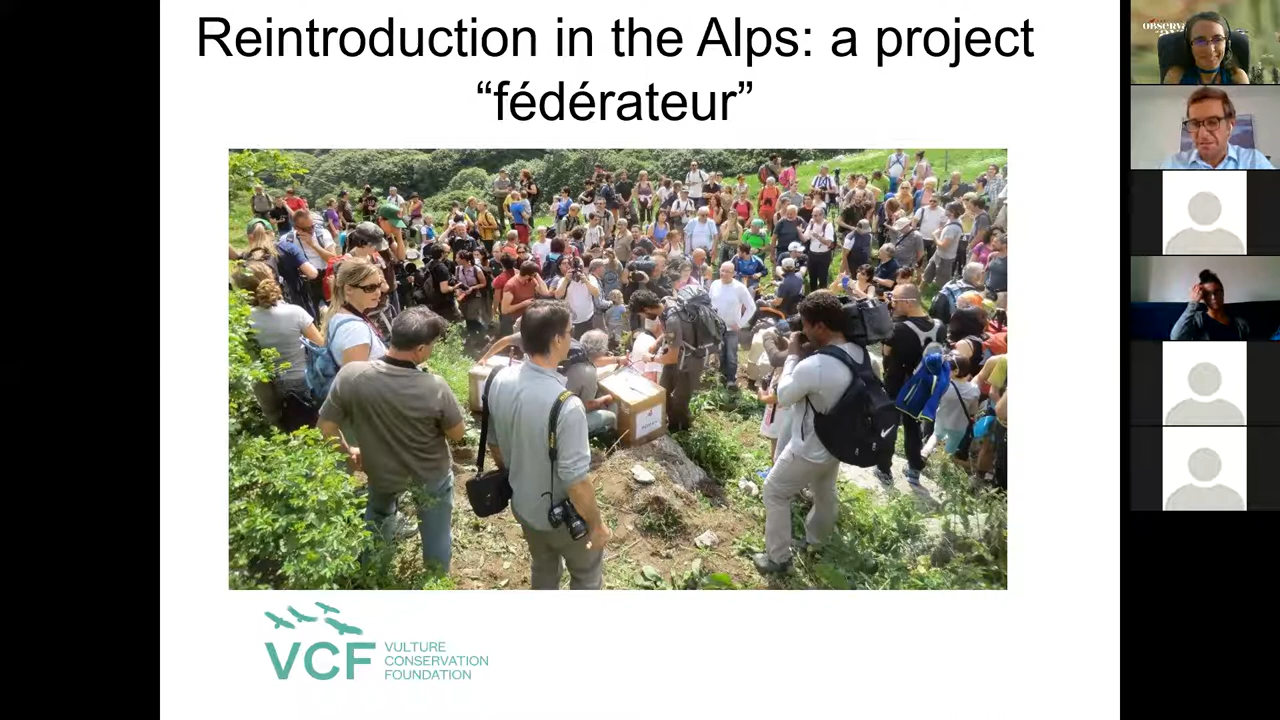 Reintroduction in the Alps: a project
“fédérateur”
VCF
VULTURE
CONSERVATION
FOUNDATION